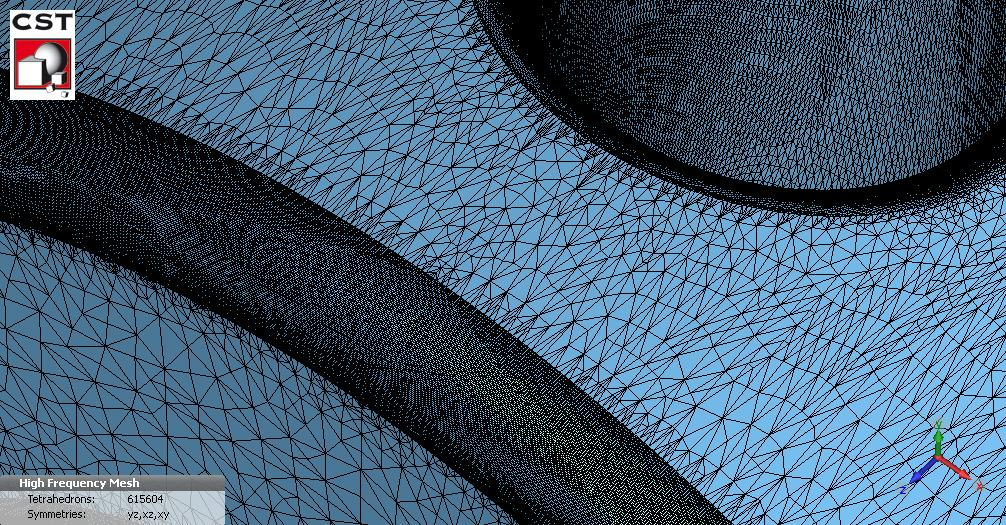 CST
High Frequency Mesh
Tetrahedrons: 615604
Symmetries: yz,xz,xy
y
z
x